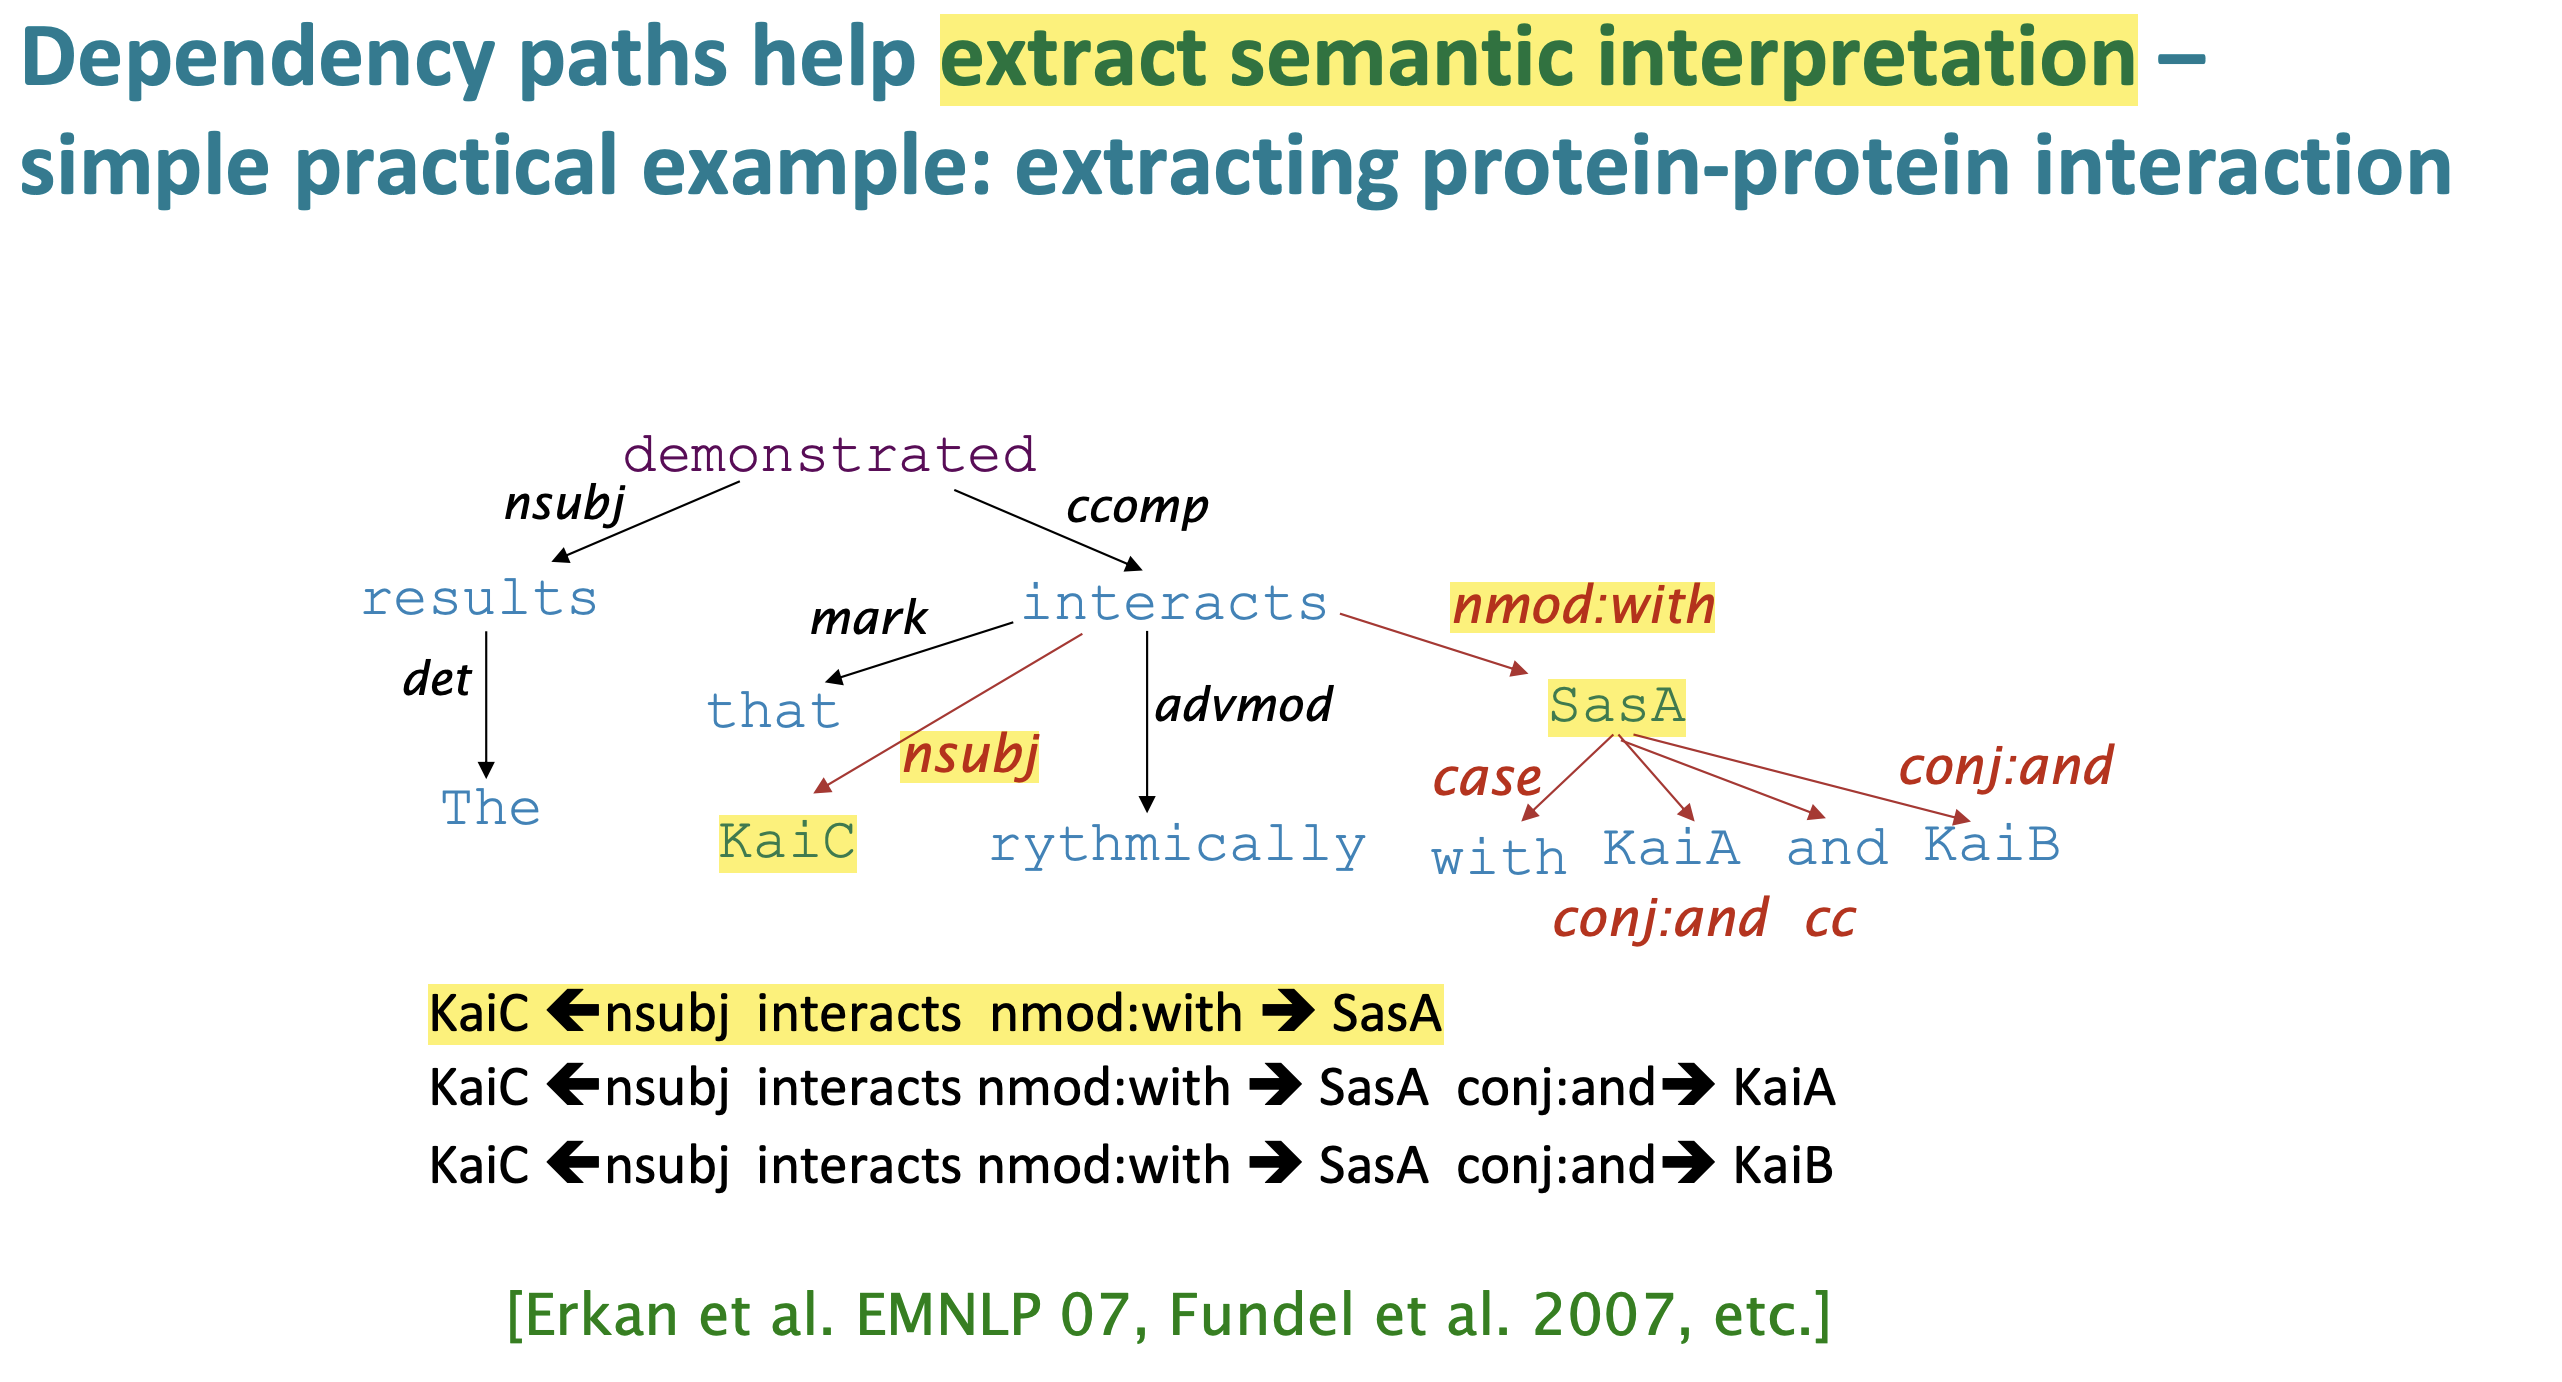 Dependency paths help extract semantic interpretation –
simple practical example: extracting protein-protein interaction
demonstrated
nsubj
ccomp
results
interacts
nmod:with
mark
det
that
advmod
SasA
nsubj
case
conj:and
The
KaiC
rythmically
with KaiA and KaiB
conj:and cc
KaiC 🡸nsubj interacts nmod:with 🡺 SasA
KaiC 🡸nsubj interacts nmod:with 🡺 SasA conj:and🡺 KaiA
KaiC 🡸nsubj interacts nmod:with 🡺 SasA conj:and🡺 KaiB
[Erkan et al. EMNLP 07, Fundel et al. 2007, etc.]